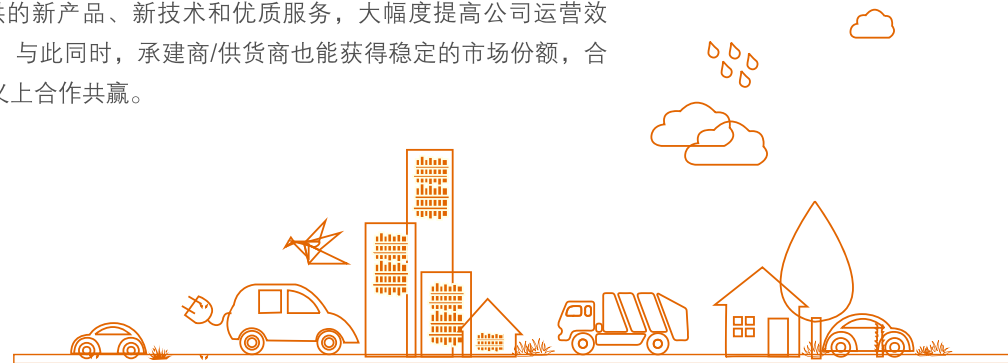 的新产品、新技术和优质服务，大幅度提高公司运营效
与此同时，承建商/供货商也能获得稳定的市场份额，合
上合作共赢。